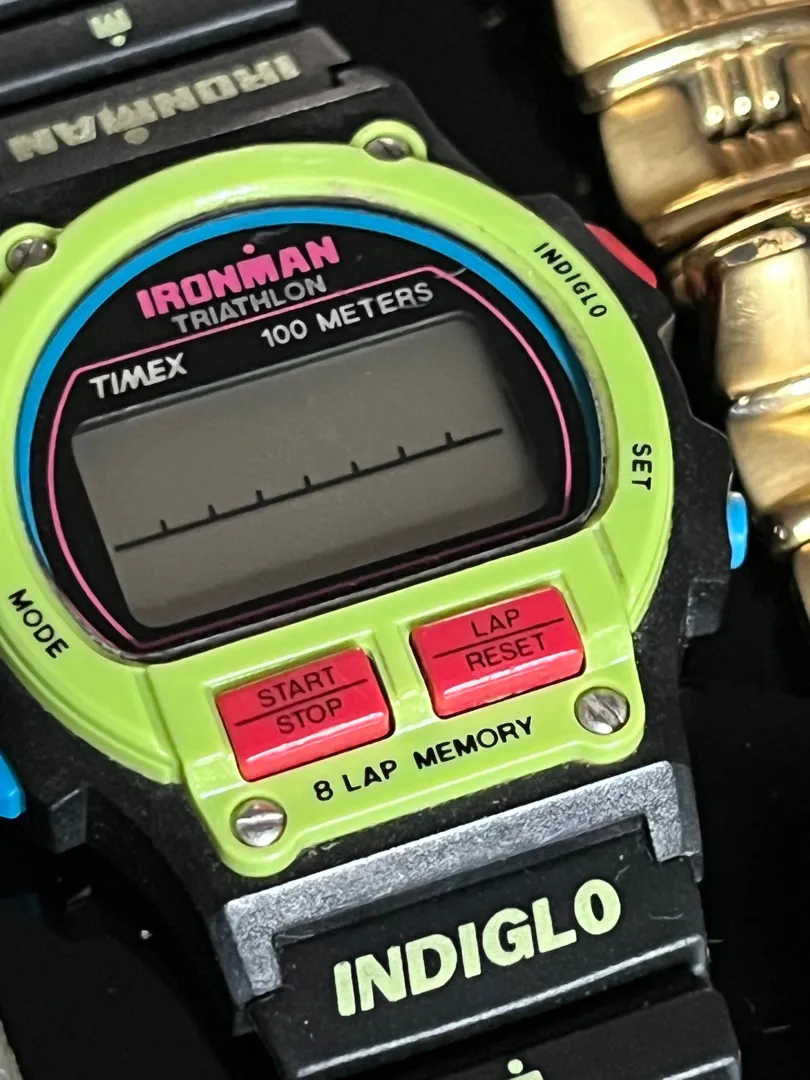 IRONMAN
IRONMAN
TRIATHLON
100 METERS
TIMEX
INDIGLO
SET
MODE
START
STOP
LAP
RESET
8 LAP MEMORY
INDIGLO